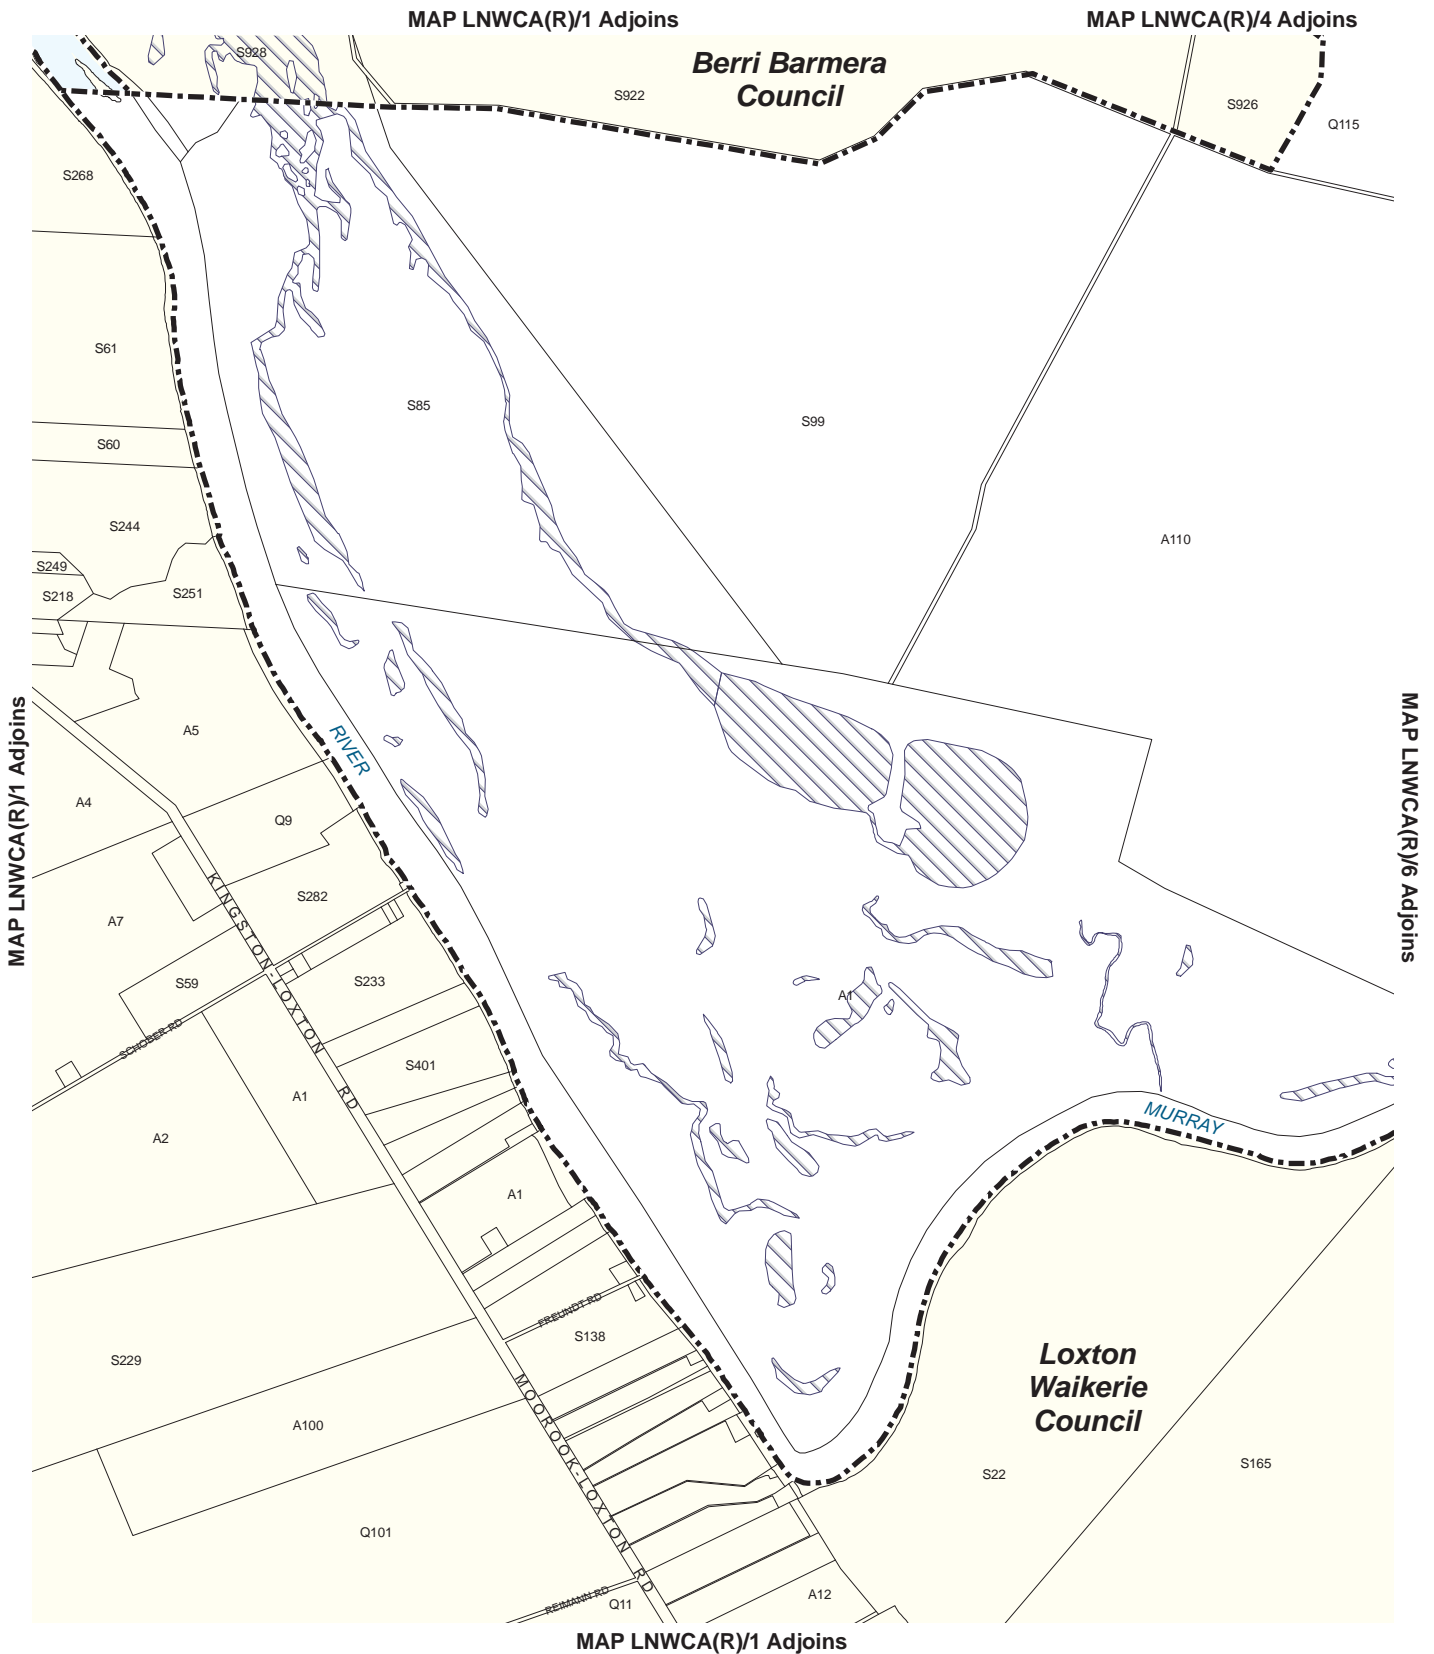 MAP LNWCA(R)/1 Adjoins
MAP LNWCA(R)/4 Adjoins
S928
Berri Barmera
Council
S922
S926
Q115
S268
S61
S85
S99
S60
S244
A110
S249
S218
S251
MAP LNWCA(R)/1 Adjoins
MAP LNWCA(R)/6 Adjoins
A5
RIVER
A4
Q9
KINGSTON-LOXTON RD
S282
A7
S59
S233
A1
SCHOBER RD
S401
A1
MURRAY
A2
A1
FREUNDT RD
S138
Loxton
Waikerie
Council
S229
MOOROOK-LOXTON RD
A100
S165
S22
Q101
REIMANN RD
Q11
A12
MAP LNWCA(R)/1 Adjoins